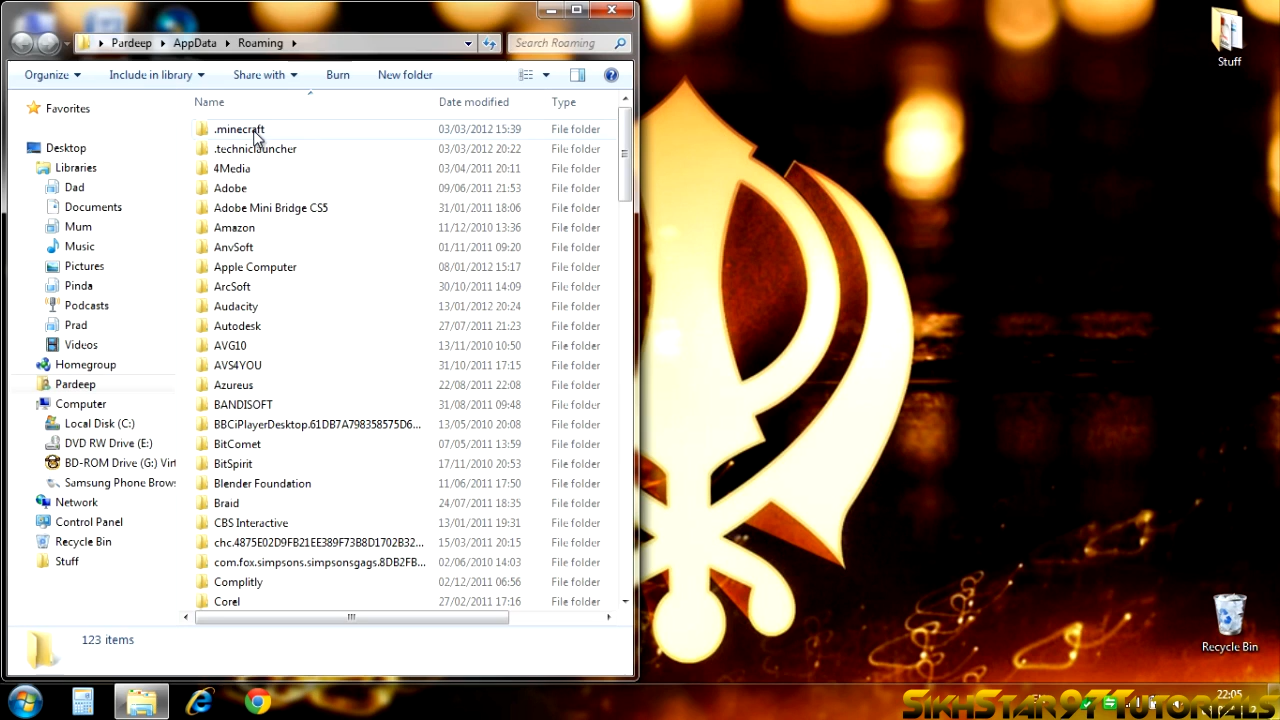 Pardeep AppData Roaming Search Roaming
Organize Include in library Share with Burn New folder
Name Date modified Type
Favorites
Desktop
Libraries
Dad
Documents
Mum
Music
Pictures
Pinda
Podcasts
Prad
Videos
Homegroup
Pardeep
Computer
Local Disk (C:)
DVD RW Drive (E:)
BD-ROM Drive (G:) Virt
Samsung Phone Brows
Network
Control Panel
Recycle Bin
Stuff
.minecraft 03/03/2012 15:39 File folder
.techniclauncher 03/03/2012 20:22 File folder
4Media 03/04/2011 20:11 File folder
Adobe 09/06/2011 21:53 File folder
Adobe Mini Bridge CS5 31/01/2011 18:06 File folder
Amazon 11/12/2010 13:36 File folder
AnvSoft 01/11/2011 09:20 File folder
Apple Computer 08/01/2012 15:17 File folder
ArcSoft 30/10/2011 14:09 File folder
Audacity 13/01/2012 20:24 File folder
Autodesk 27/07/2011 21:23 File folder
AVG10 13/11/2010 10:50 File folder
AVS4YOU 31/10/2011 17:15 File folder
Azureus 22/08/2011 22:08 File folder
BANDISOFT 31/08/2011 09:48 File folder
BBCiPlayerDesktop.61DB7A798358575D6... 13/05/2010 20:08 File folder
BitComet 07/05/2011 13:59 File folder
BitSpirit 17/11/2010 20:53 File folder
Blender Foundation 11/06/2011 17:50 File folder
Braid 24/07/2011 18:35 File folder
CBS Interactive 13/01/2011 19:31 File folder
chc.4875E02D9FB21EE389F73B8D1702B32... 15/03/2011 20:15 File folder
com.fox.simpsons.simpsonsgags.8DB2FB... 02/06/2010 14:03 File folder
Complitly 02/12/2011 06:56 File folder
Corel 27/02/2011 17:16 File folder
123 items
Stuff
Recycle Bin
22:05
SikhStar97Tutorials